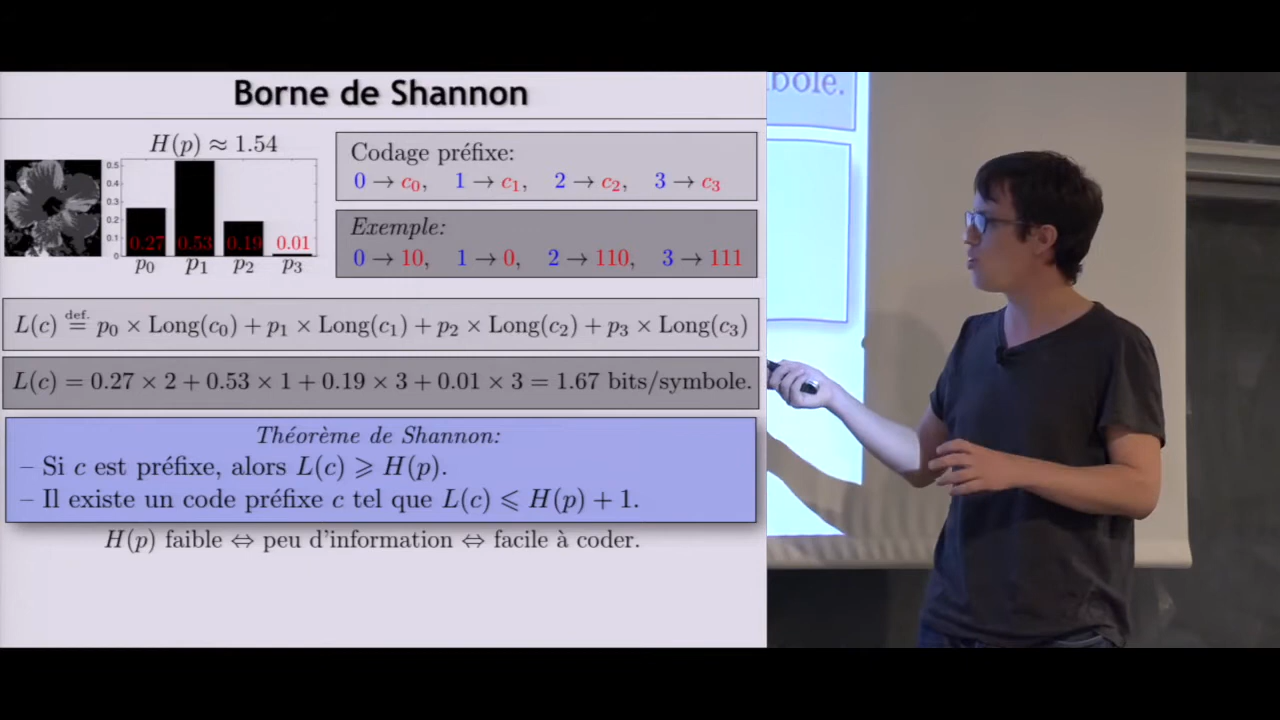 Borne de Shannon
H(p) ≈ 1.54
0.5
0.4
0.3
0.2
0.1
0
0.27 0.53 0.19 0.01
p₀ p₁ p₂ p₃
Codage préfixe:
0 → c₀, 1 → c₁, 2 → c₂, 3 → c₃
Exemple:
0 → 10, 1 → 0, 2 → 110, 3 → 111
L(c) def. = p₀ × Long(c₀) + p₁ × Long(c₁) + p₂ × Long(c₂) + p₃ × Long(c₃)
L(c) = 0.27 × 2 + 0.53 × 1 + 0.19 × 3 + 0.01 × 3 = 1.67 bits/symbole.
Théorème de Shannon:
– Si c est préfixe, alors L(c) ⩾ H(p).
– Il existe un code préfixe c tel que L(c) ⩽ H(p) + 1.
H(p) faible ⇔ peu d'information ⇔ facile à coder.
bole.